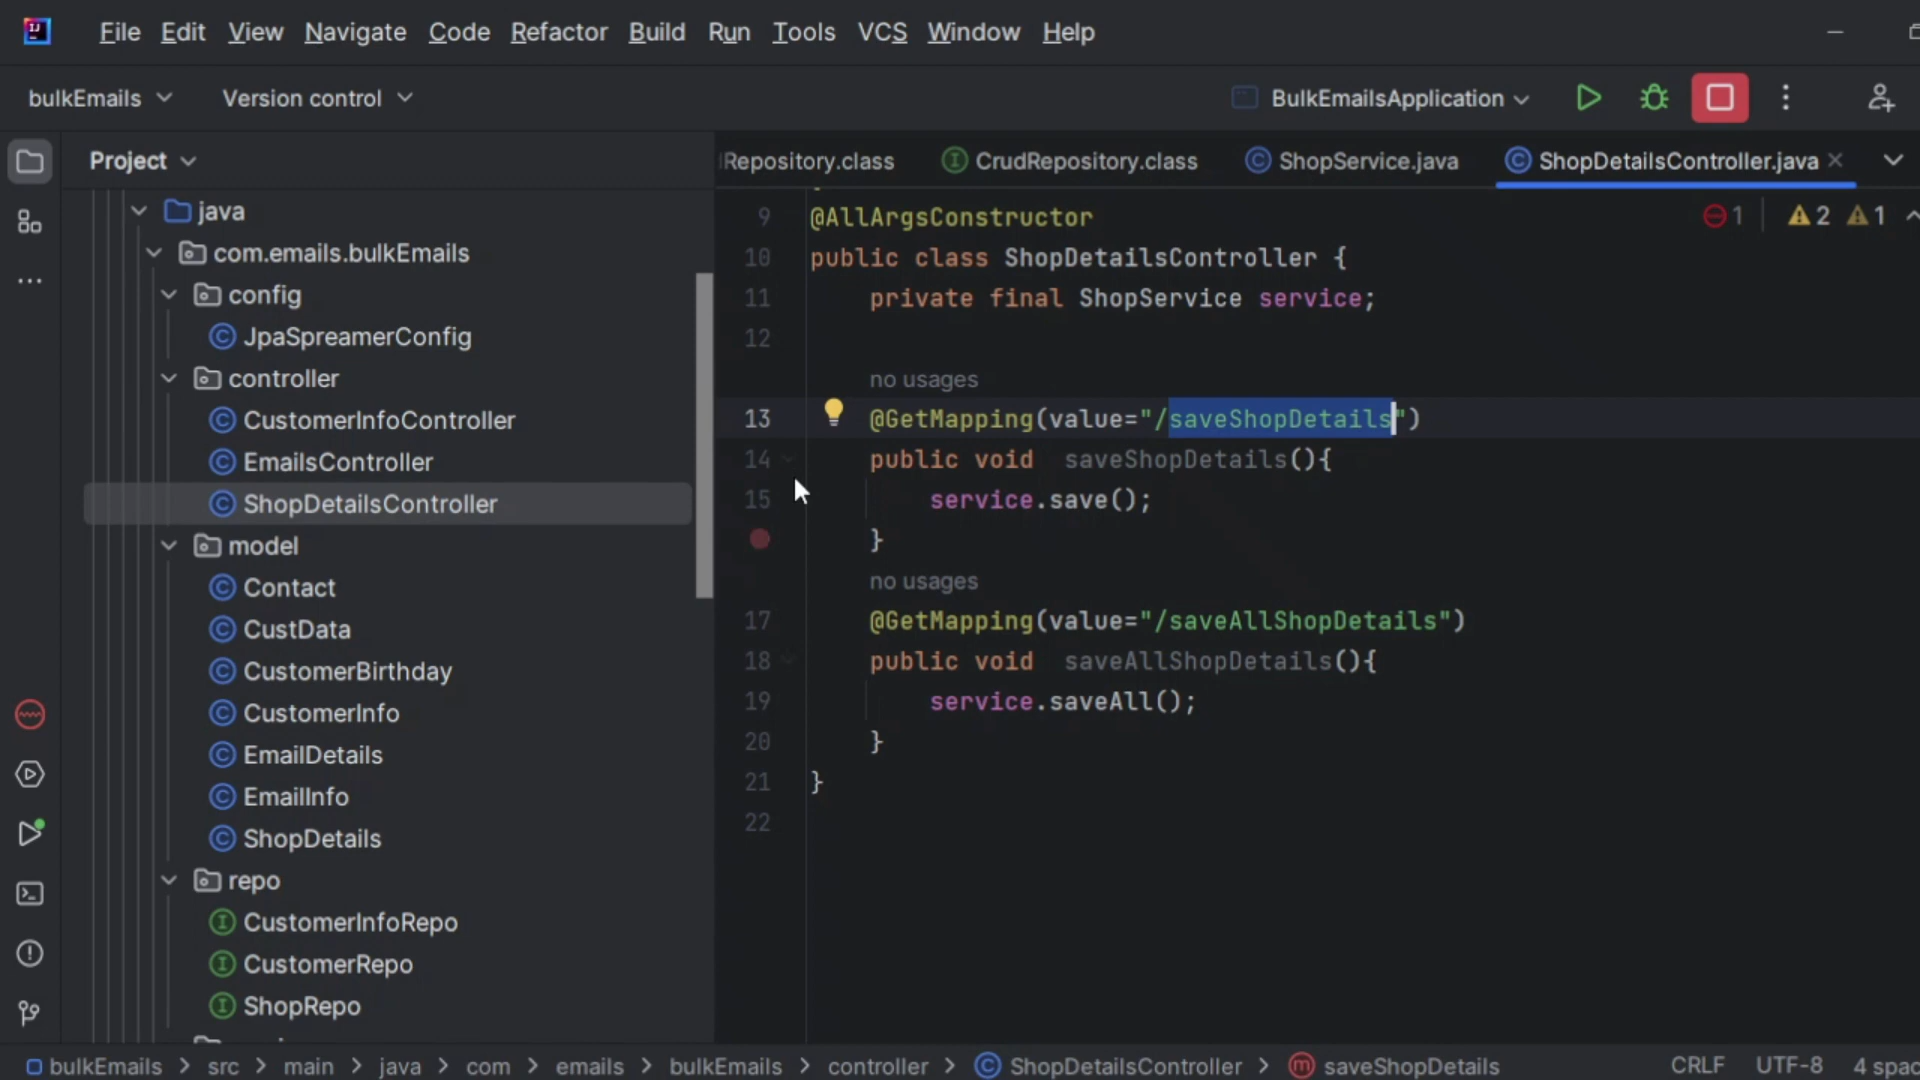 File Edit View Navigate Code Refactor Build Run Tools VCS Window Help
bulkEmails Version control BulkEmailsApplication
Project
Repository.class CrudRepository.class ShopService.java ShopDetailsController.java
java
com.emails.bulkEmails
config
JpaSpreamerConfig
controller
CustomerInfoController
EmailsController
ShopDetailsController
model
Contact
CustData
CustomerBirthday
CustomerInfo
EmailDetails
EmailInfo
ShopDetails
repo
CustomerInfoRepo
CustomerRepo
ShopRepo
1 2 1
9 @AllArgsConstructor
10 public class ShopDetailsController {
11 private final ShopService service;
12
no usages
13 @GetMapping(value="/saveShopDetails")
14 public void saveShopDetails(){
15 service.save();
}
no usages
17 @GetMapping(value="/saveAllShopDetails")
18 public void saveAllShopDetails(){
19 service.saveAll();
20 }
21 }
22
bulkEmails > src > main > java > com > emails > bulkEmails > controller > ShopDetailsController > saveShopDetails CRLF UTF-8 4 spac